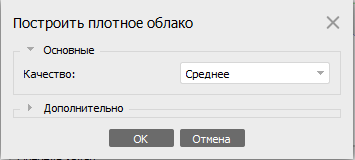 Построить плотное облако
Основные
Качество:
Среднее
Дополнительно
OK
Отмена